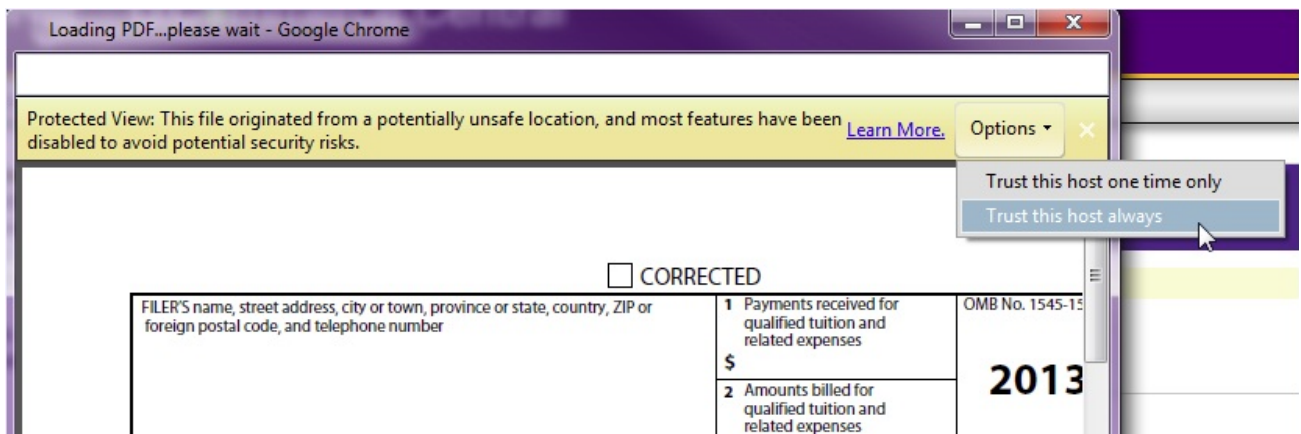 Loading PDF...please wait - Google Chrome
Protected View: This file originated from a potentially unsafe location, and most features have been
disabled to avoid potential security risks.
Learn More.
Options
Trust this host one time only
Trust this host always
CORRECTED
FILER'S name, street address, city or town, province or state, country, ZIP or
foreign postal code, and telephone number
1 Payments received for
qualified tuition and
related expenses
$
2 Amounts billed for
qualified tuition and
related expenses
OMB No. 1545-15
2013